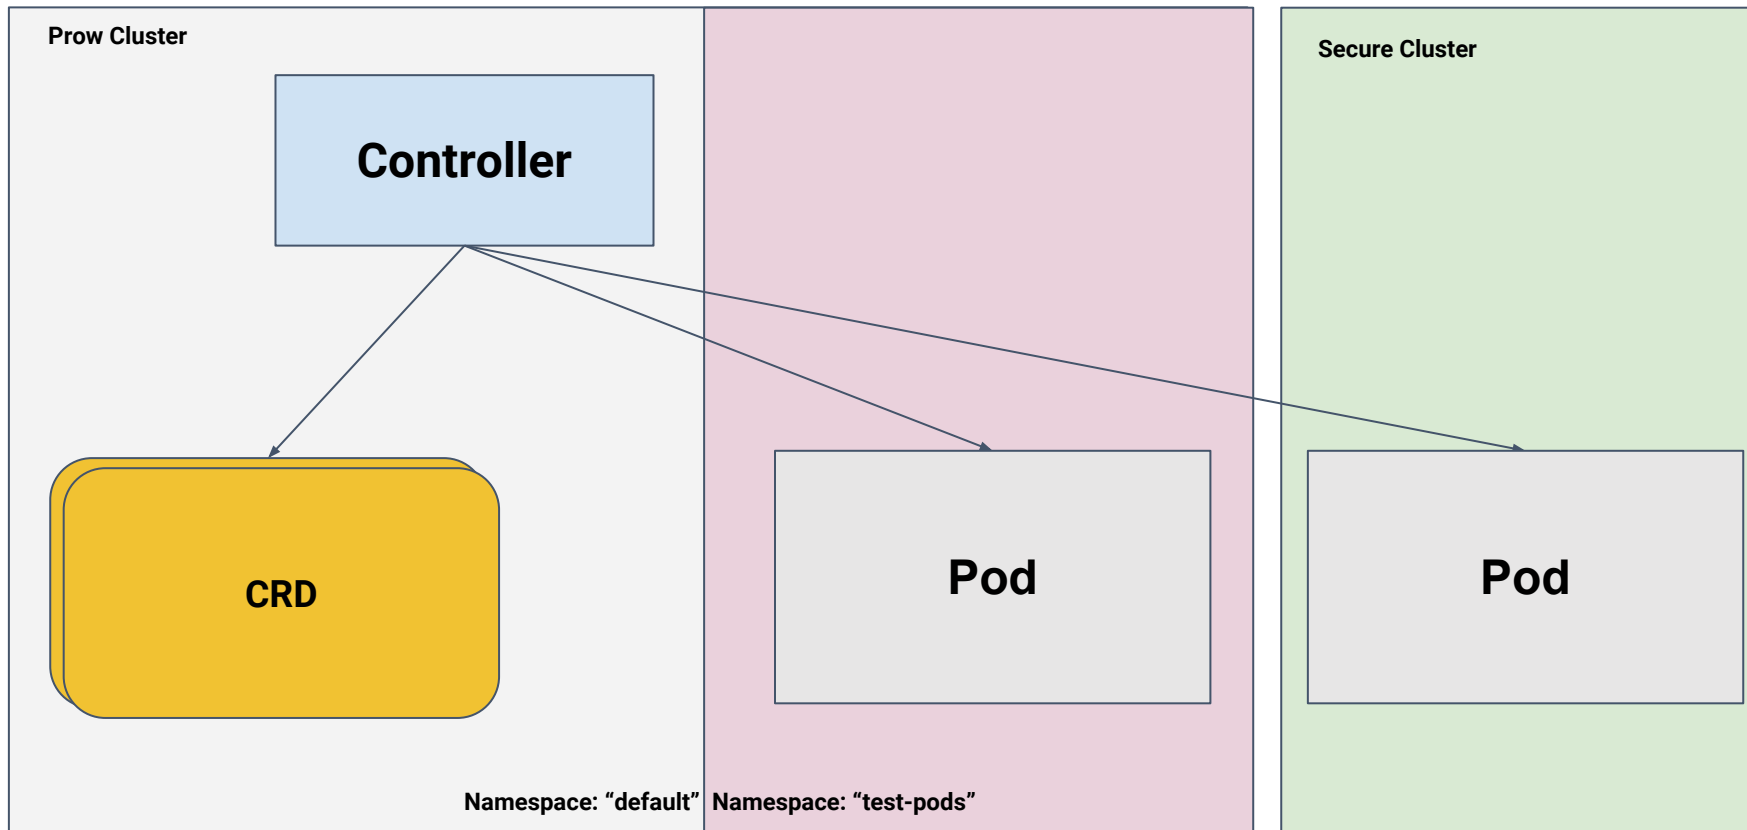 Prow Cluster
Secure Cluster
Controller
CRD
Pod
Pod
Namespace: “default”
Namespace: “test-pods”